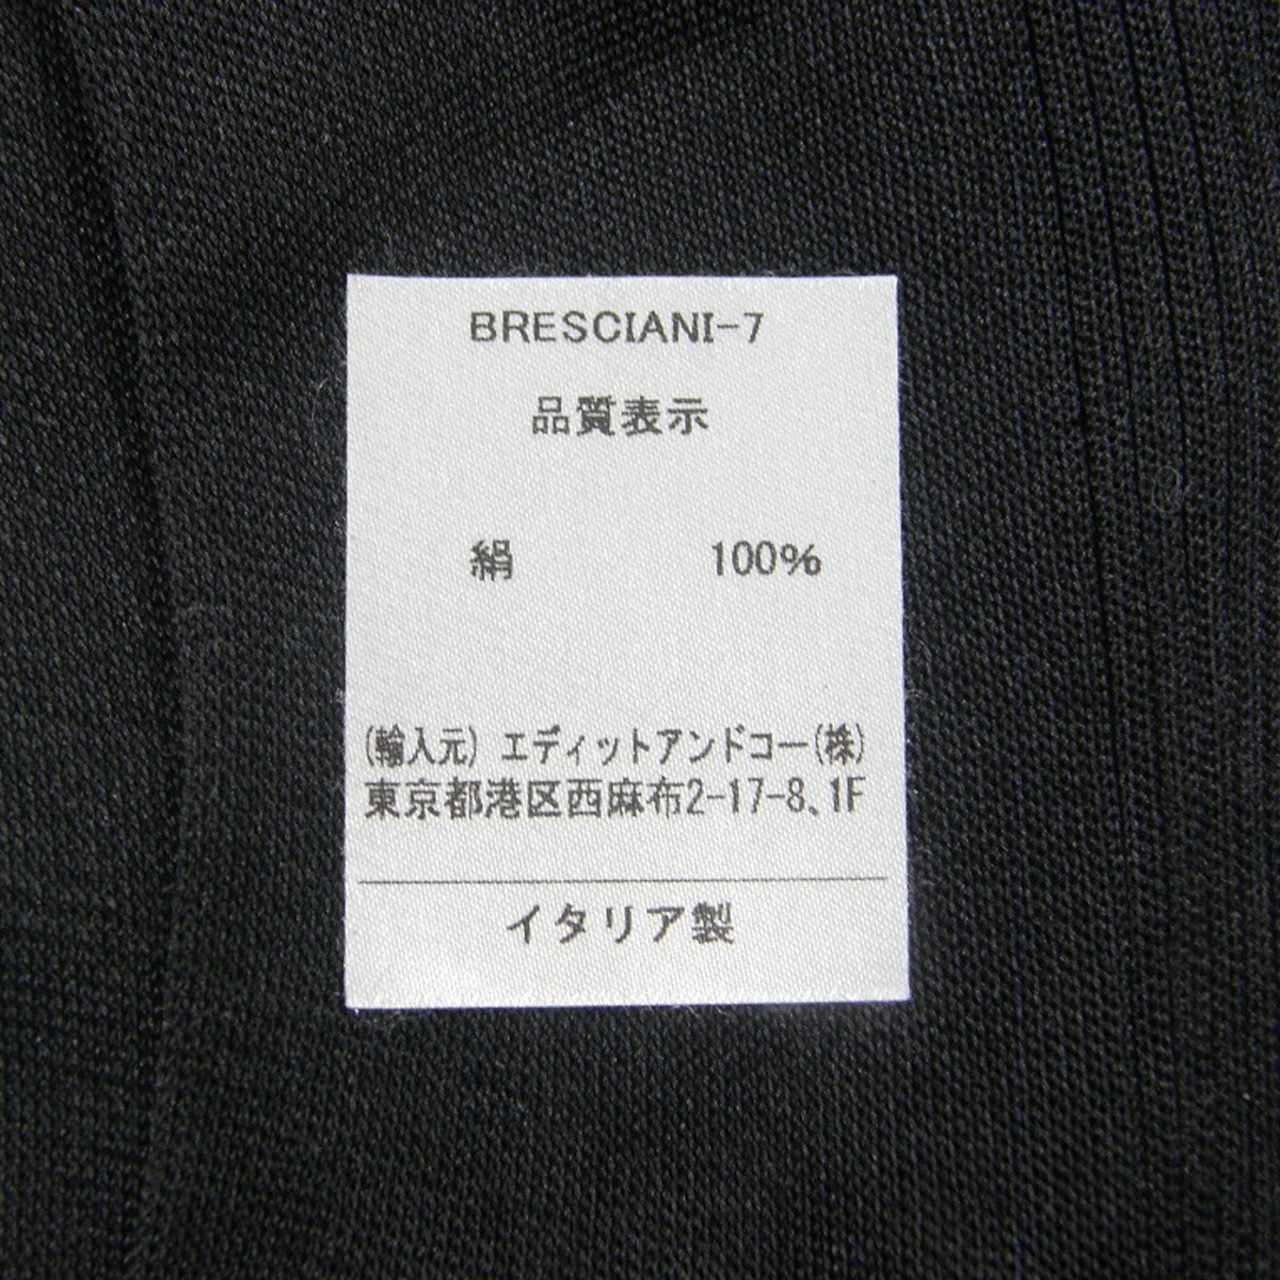 BRESCIANI-7
品質表示
絹 100%
(輸入元) エディットアンドコー(株)
東京都港区西麻布2-17-8、1F
イタリア製